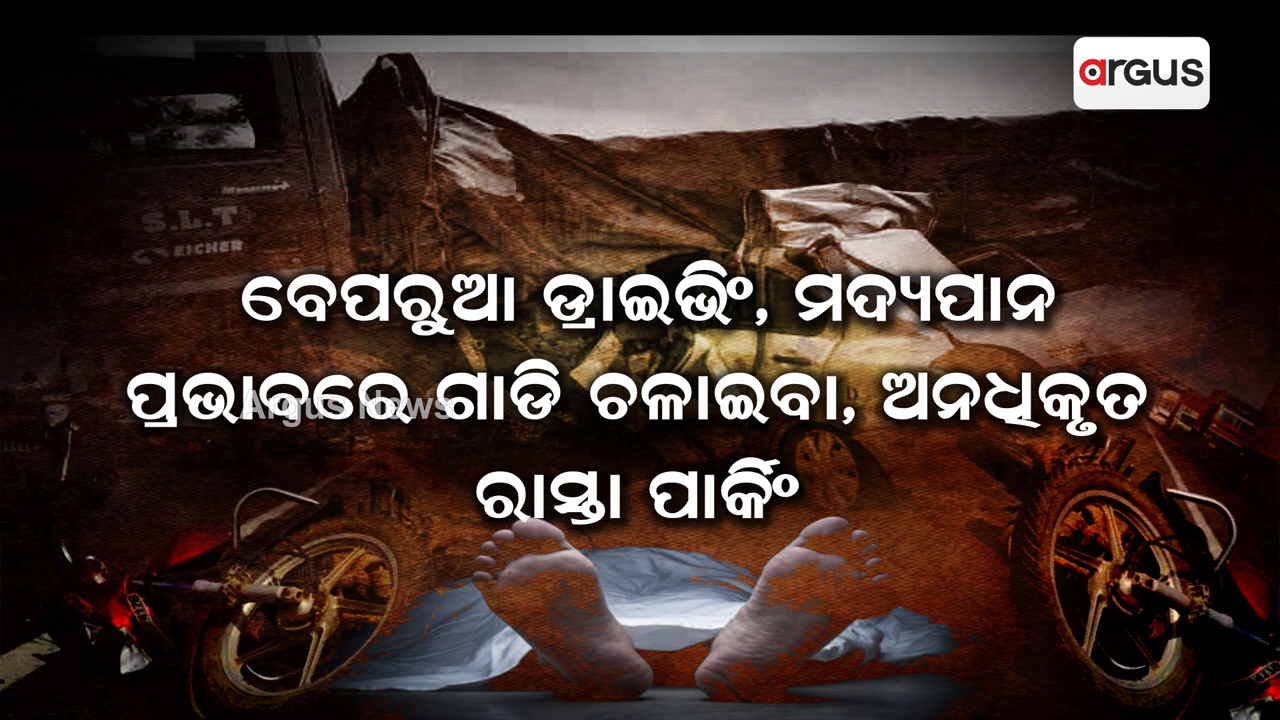 argus
S.L.T
EICHER
ବେପରୁଆ ଡ୍ରାଇଭିଂ, ମଦ୍ୟପାନ
ପ୍ରଭାବରେ ଗାଡି ଚଳାଇବା, ଅନଧିକୃତ
Argus News
ରାସ୍ତା ପାର୍କିଂ